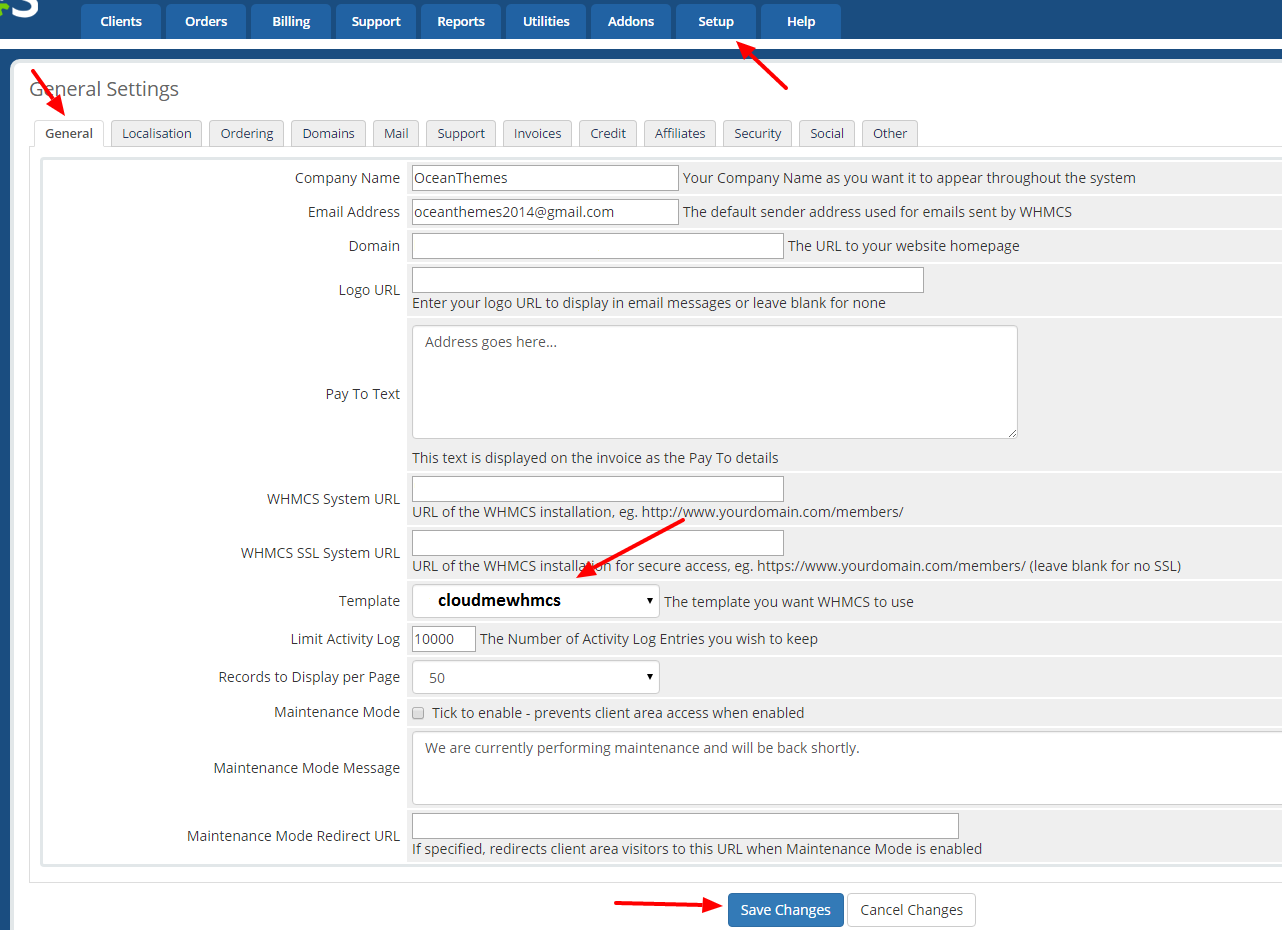 Clients Orders Billing Support Reports Utilities Addons Setup Help
General Settings
General Localisation Ordering Domains Mail Support Invoices Credit Affiliates Security Social Other
Company Name OceanThemes Your Company Name as you want it to appear throughout the system
Email Address oceanthemes2014@gmail.com The default sender address used for emails sent by WHMCS
Domain The URL to your website homepage
Logo URL
Enter your logo URL to display in email messages or leave blank for none
Address goes here...
Pay To Text
This text is displayed on the invoice as the Pay To details
WHMCS System URL
URL of the WHMCS installation, eg. http://www.yourdomain.com/members/
WHMCS SSL System URL
URL of the WHMCS installation for secure access, eg. https://www.yourdomain.com/members/ (leave blank for no SSL)
Template cloudmewhmcs The template you want WHMCS to use
Limit Activity Log 10000 The Number of Activity Log Entries you wish to keep
Records to Display per Page 50
Maintenance Mode Tick to enable - prevents client area access when enabled
We are currently performing maintenance and will be back shortly.
Maintenance Mode Message
Maintenance Mode Redirect URL
If specified, redirects client area visitors to this URL when Maintenance Mode is enabled
Save Changes Cancel Changes